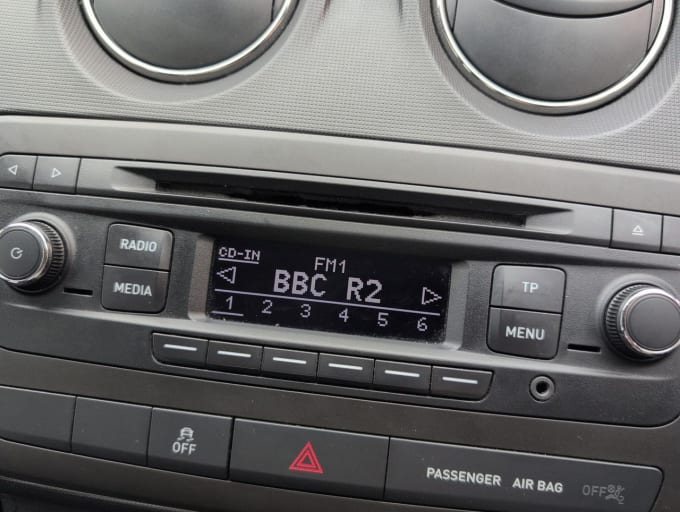 RADIO
MEDIA
CD-IN
FM1
BBC R2
1 2 3 4 5 6
TP
MENU
OFF
PASSENGER AIR BAG OFF